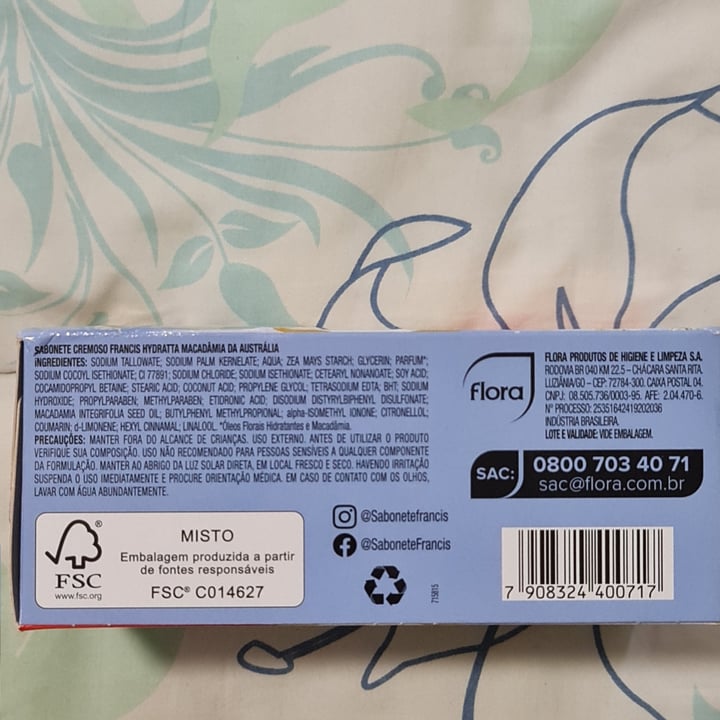 SABONETE CREMOSO FRANCIS HYDRATTA MACADÂMIA DA AUSTRÁLIA
INGREDIENTES: SODIUM TALLOWATE; SODIUM PALM KERNELATE; AQUA; ZEA MAYS STARCH; GLYCERIN; PARFUM*;
SODIUM COCOYL ISETHIONATE; CI 77891; SODIUM CHLORIDE; SODIUM ISETHIONATE; CETEARYL NONANOATE; SOY ACID;
COCAMIDOPROPYL BETAINE; STEARIC ACID; COCONUT ACID; PROPYLENE GLYCOL; TETRASODIUM EDTA; BHT; SODIUM
HYDROXIDE; PROPYLPARABEN; METHYLPARABEN; ETIDRONIC ACID; DISODIUM DISTYRYLBIPHENYL DISULFONATE;
MACADAMIA INTEGRIFOLIA SEED OIL; BUTYLPHENYL METHYLPROPIONAL; alpha-ISOMETHYL IONONE; CITRONELLOL;
COUMARIN; d-LIMONENE; HEXYL CINNAMAL; LINALOOL. *Óleos Florais Hidratantes e Macadâmia.
PRECAUÇÕES: MANTER FORA DO ALCANCE DE CRIANÇAS. USO EXTERNO. ANTES DE UTILIZAR O PRODUTO
VERIFIQUE SUA COMPOSIÇÃO. USO NÃO RECOMENDADO PARA PESSOAS SENSÍVEIS A QUALQUER COMPONENTE
DA FORMULAÇÃO. MANTER AO ABRIGO DA LUZ SOLAR DIRETA, EM LOCAL FRESCO E SECO. HAVENDO IRRITAÇÃO
SUSPENDA O USO IMEDIATAMENTE E PROCURE ORIENTAÇÃO MÉDICA. EM CASO DE CONTATO COM OS OLHOS,
LAVAR COM ÁGUA ABUNDANTEMENTE.
flora
FLORA PRODUTOS DE HIGIENE E LIMPEZA S.A.
RODOVIA BR 040 KM 22.5 – CHÁCARA SANTA RITA.
LUZIÂNIA/GO – CEP: 72784-300. CAIXA POSTAL 04.
CNPJ: 08.505.736/0003-95. AFE: 2.04.470-6.
Nº PROCESSO: 25351642419202036
INDÚSTRIA BRASILEIRA.
LOTE E VALIDADE: VIDE EMBALAGEM.
SAC: 0800 703 40 71
sac@flora.com.br
FSC®
www.fsc.org
MISTO
Embalagem produzida a partir
de fontes responsáveis
FSC® C014627
@Sabonetefrancis
@SaboneteFrancis
715815
7 908324 400717